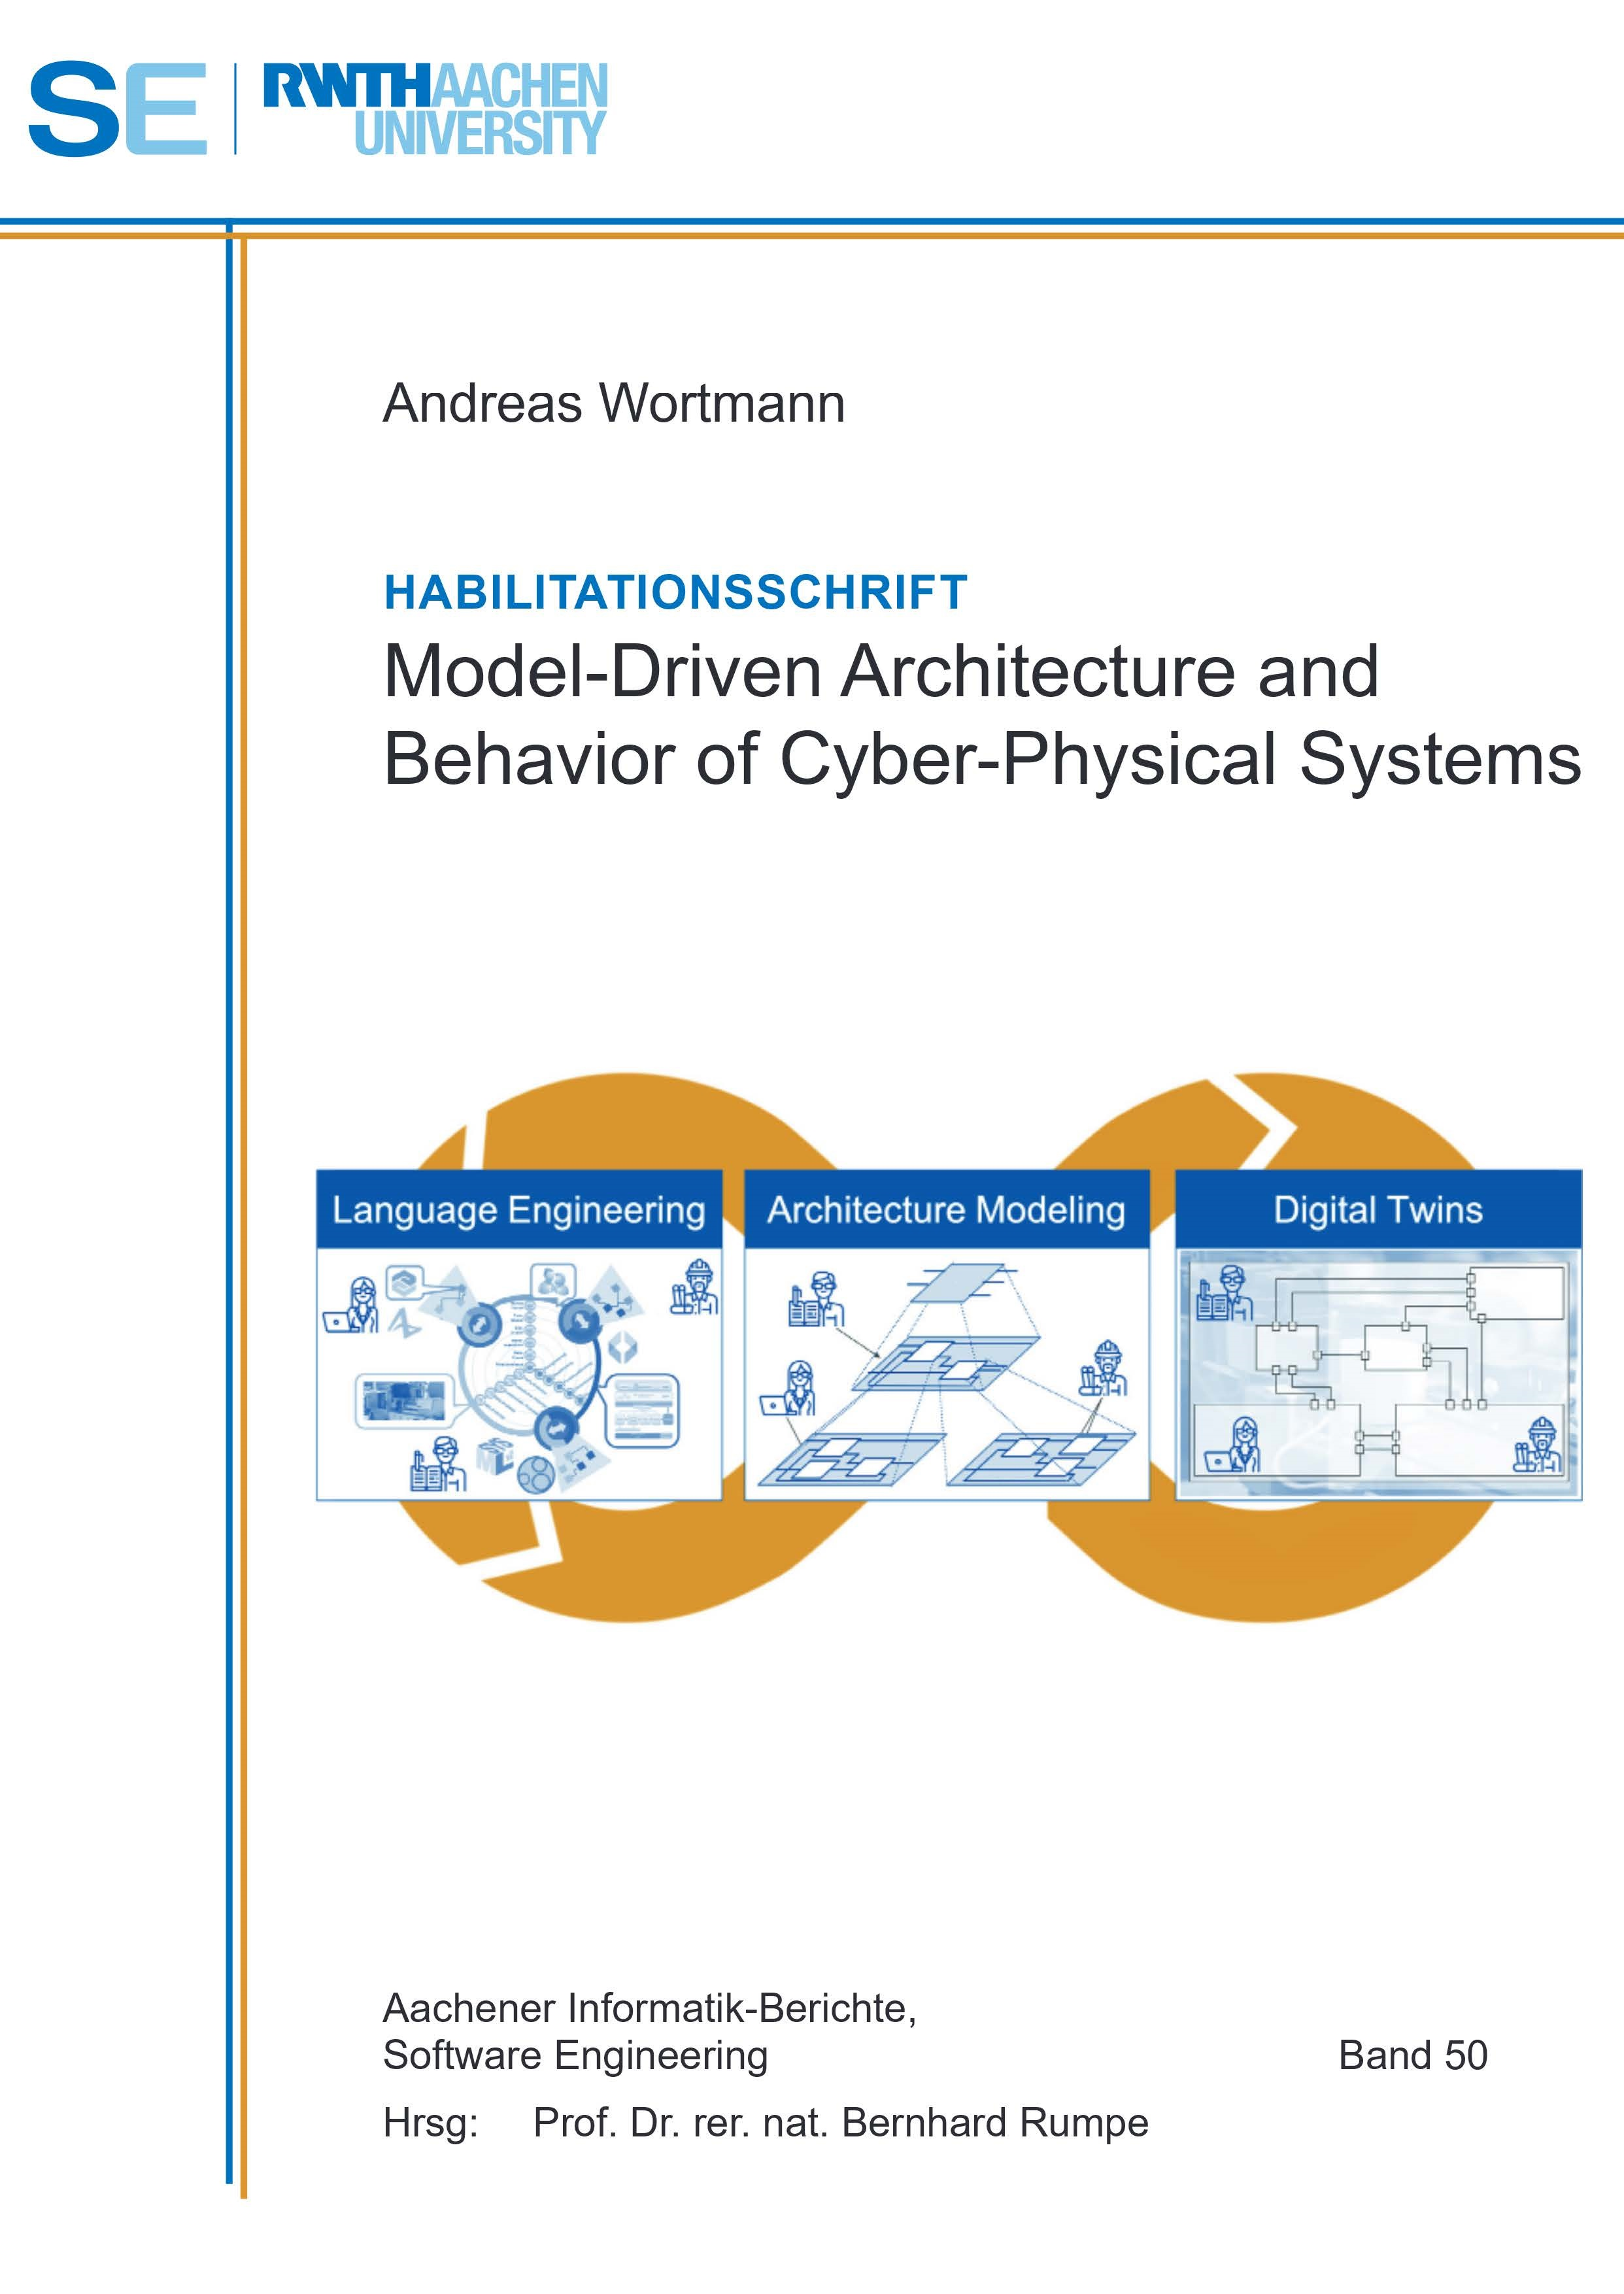 SE RWTHAACHEN
UNIVERSITY
Andreas Wortmann
HABILITATIONSSCHRIFT
Model-Driven Architecture and
Behavior of Cyber-Physical Systems
Language Engineering
Architecture Modeling
Digital Twins
Aachener Informatik-Berichte,
Software Engineering
Band 50
Hrsg: Prof. Dr. rer. nat. Bernhard Rumpe